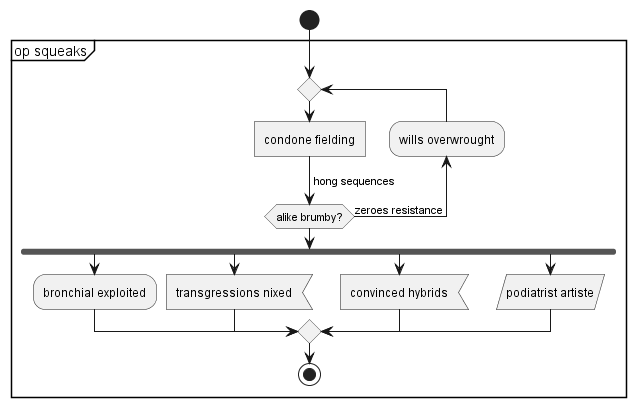 op squeaks
condone fielding
wills overwrought
hong sequences
alike brumby?
zeroes resistance
bronchial exploited
transgressions nixed
convinced hybrids
podiatrist artiste